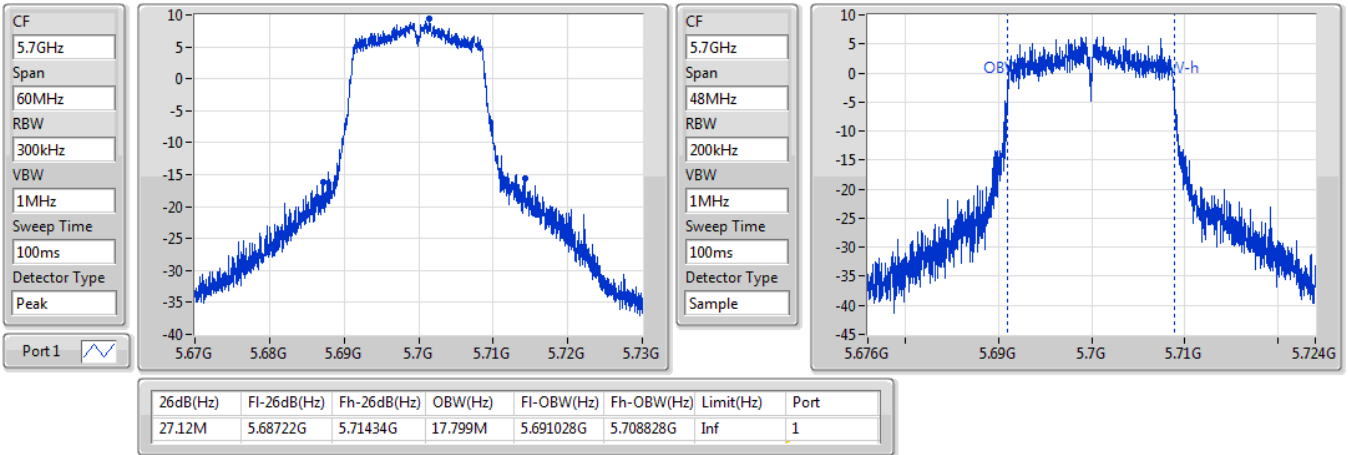 CF
5.7GHz
Span
60MHz
RBW
300kHz
VBW
1MHz
Sweep Time
100ms
Detector Type
Peak
Port 1
10
5
0
-5
-10
-15
-20
-25
-30
-35
-40
5.67G 5.68G 5.69G 5.7G 5.71G 5.72G 5.73G
CF
5.7GHz
Span
48MHz
RBW
200kHz
VBW
1MHz
Sweep Time
100ms
Detector Type
Sample
10
5
0
-5
-10
-15
-20
-25
-30
-35
-40
-45
5.676G 5.69G 5.7G 5.71G 5.724G
26dB(Hz) Fl-26dB(Hz) Fh-26dB(Hz) OBW(Hz) Fl-OBW(Hz) Fh-OBW(Hz) Limit(Hz) Port
27.12M 5.68722G 5.71434G 17.799M 5.691028G 5.708828G Inf 1